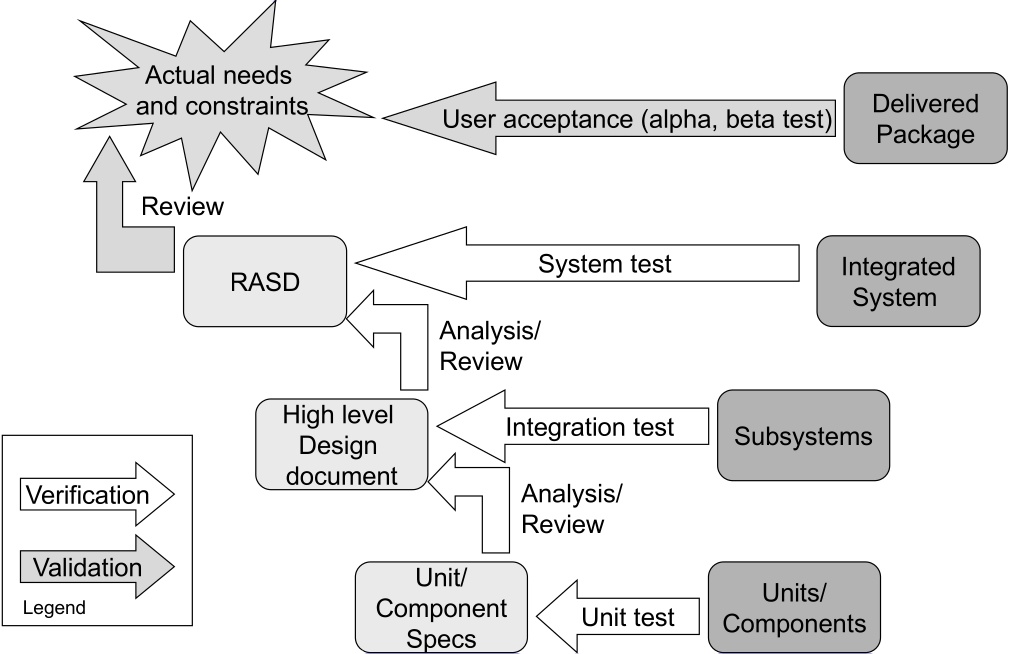 Actual needs
and constraints
User acceptance (alpha, beta test)
Delivered
Package
Review
RASD
System test
Integrated
System
Analysis/
Review
High level
Design
document
Integration test
Subsystems
Analysis/
Review
Unit/
Component
Specs
Unit test
Units/
Components
Verification
Validation
Legend